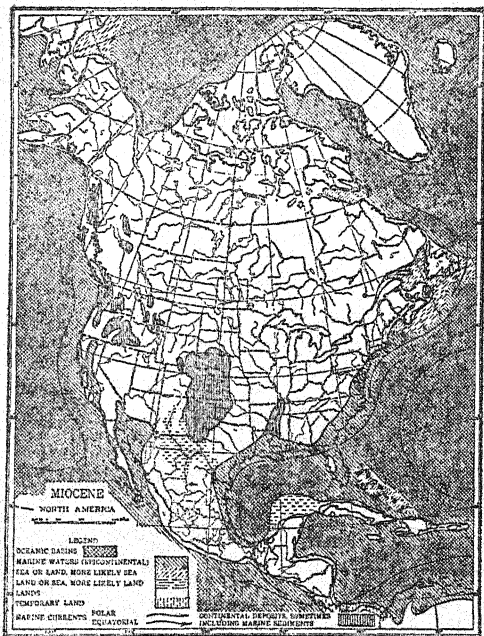 MIOCENE
NORTH AMERICA
LEGEND
OCEANIC BASINS
MARINE WATERS (EPICONTINENTAL)
SEA OR LAND, MORE LIKELY SEA
LAND OR SEA, MORE LIKELY LAND
LANDS
TEMPORARY LAND
MARINE CURRENTS POLAR
EQUATORIAL
CONTINENTAL DEPOSITS, SOMETIMES
INCLUDING MARINE SEDIMENTS